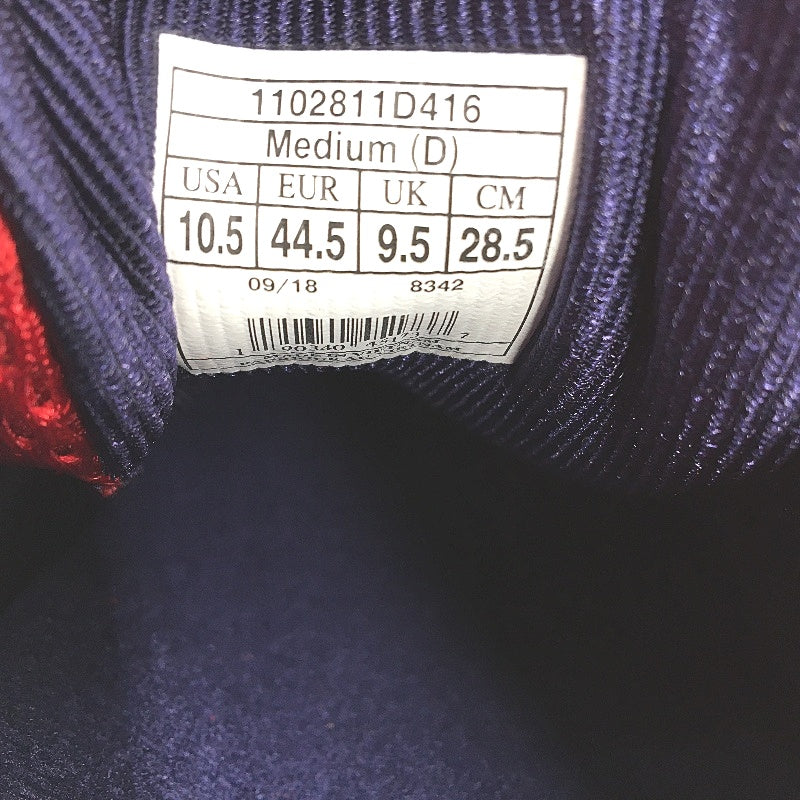 1102811D416
Medium (D)
USA EUR UK CM
10.5 44.5 9.5 28.5
09/18 8342